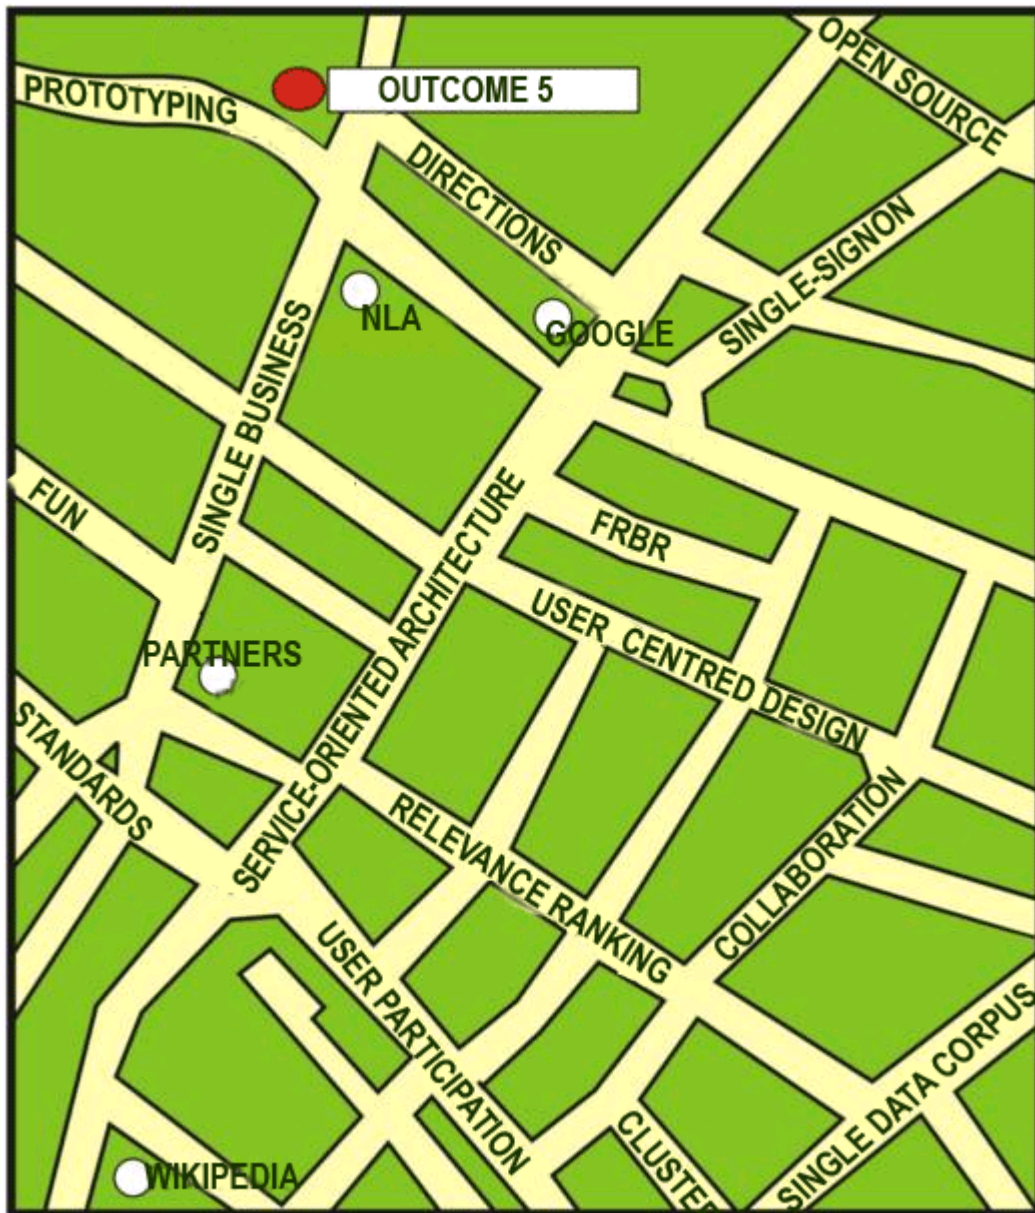 OPEN SOURCE
PROTOTYPING
OUTCOME 5
DIRECTIONS
SINGLE-SIGNON
NLA
GOOGLE
SINGLE BUSINESS
FUN
SERVICE-ORIENTED ARCHITECTURE
FRBR
USER CENTRED DESIGN
PARTNERS
STANDARDS
RELEVANCE RANKING
COLLABORATION
USER PARTICIPATION
SINGLE DATA CORPUS
CLUSTER
WIKIPEDIA